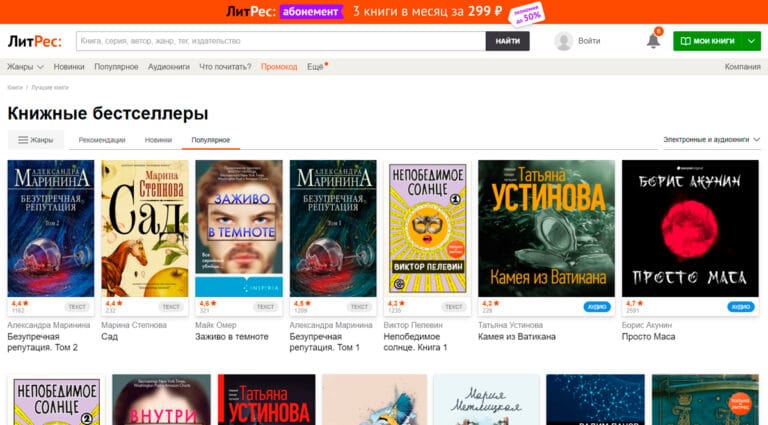 ЛитРес: абонемент 3 книги в месяц за 299 ₽ экономия до 50%
ЛитРес:
Книга, серия, автор, жанр, тег, издательство
НАЙТИ
Войти
МОИ КНИГИ
Жанры Новинки Популярное Аудиокниги Что почитать? Промокод Ещё Компания
Книги / Лучшие книги
Книжные бестселлеры
Жанры Рекомендации Новинки Популярное Электронные и аудиокниги
АЛЕКСАНДРА
МАРИНИНА
БЕЗУПРЕЧНАЯ
РЕПУТАЦИЯ
Том 2
Марина
Степнова
Сад
ЗАЖИВО
В ТЕМНОТЕ
Все
серийные
убийцы...
INSPIRIA
АЛЕКСАНДРА
МАРИНИНА
БЕЗУПРЕЧНАЯ
РЕПУТАЦИЯ
Том 1
НЕПОБЕДИМОЕ
СОЛНЦЕ
1
ВИКТОР ПЕЛЕВИН
Татьяна
УСТИНОВА
Камея из Ватикана
БОРИС АКУНИН
ПРОСТО МАСА
4,4 ТЕКСТ
1162
Александра Маринина
Безупречная
репутация. Том 2
4,4 ТЕКСТ
232
Марина Степнова
Сад
4,6 ТЕКСТ
321
Майк Омер
Заживо в темноте
4,5 ТЕКСТ
Александра Маринина
Безупречная
репутация. Том 1
4,3 ТЕКСТ
Виктор Пелевин
Непобедимое
солнце. Книга 1
4,3 АУДИО
228
Татьяна Устинова
Камея из Ватикана
4,7 АУДИО
2591
Борис Акунин
Просто Маса
НЕПОБЕДИМОЕ
СОЛНЦЕ
2
ВНУТРИ
Татьяна
УСТИНОВА
Мария
Метлицкая
ВАДИМ ПАНОВ